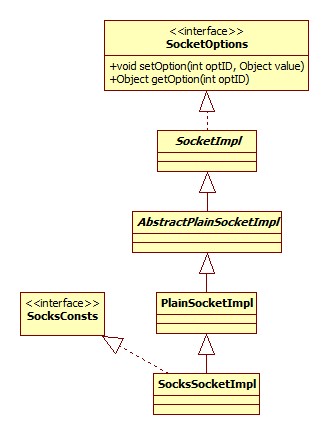 <<interface>>
SocketOptions
+void setOption(int optID, Object value)
+Object getOption(int optID)
SocketImpl
AbstractPlainSocketImpl
<<interface>>
SocksConsts
PlainSocketImpl
SocksSocketImpl